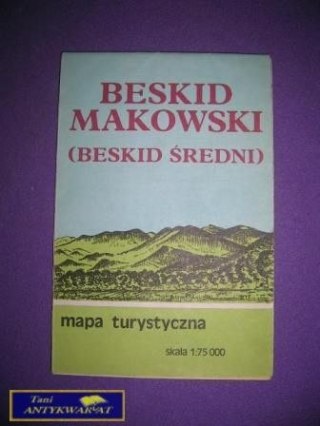 BESKID
MAKOWSKI
(BESKID ŚREDNI)
mapa turystyczna
skala 1:75 000
Tani
ANTYKWARIAT